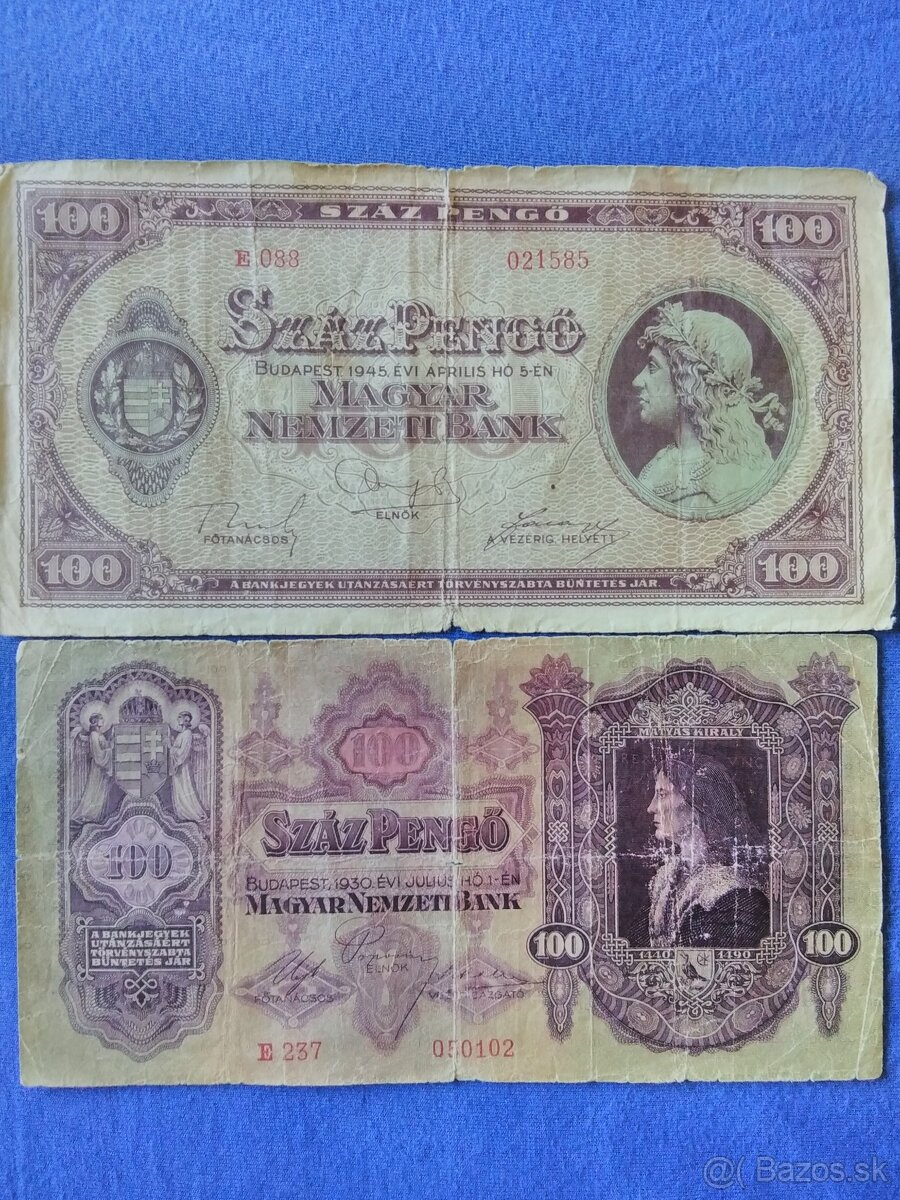 100 SZÁZ PENGŐ 100
E 088 021585
SZÁZ PENGŐ
BUDAPEST, 1945. ÉVI ÁPRILIS HÓ 5-ÉN
MAGYAR
NEMZETI BANK
FŐTANÁCSOS ELNÖK A VEZÉRIG. HELYETT
100 A BANKJEGYEK UTÁNZÁSÁÉRT TÖRVÉNYSZABTA BÜNTETÉS JÁR. 100
100
MÁTYÁS KIRÁLY
SZÁZ PENGŐ
100
BUDAPEST, 1930. ÉVI JULIUS HÓ 1-ÉN
MAGYAR NEMZETI BANK
A BANKJEGYEK
UTÁNZÁSÁÉRT
TÖRVÉNYSZABTA
BÜNTETÉS JÁR
100 100
1440 1490
FŐTANÁCSOS ELNÖK
E 237 050102
Bazos.sk